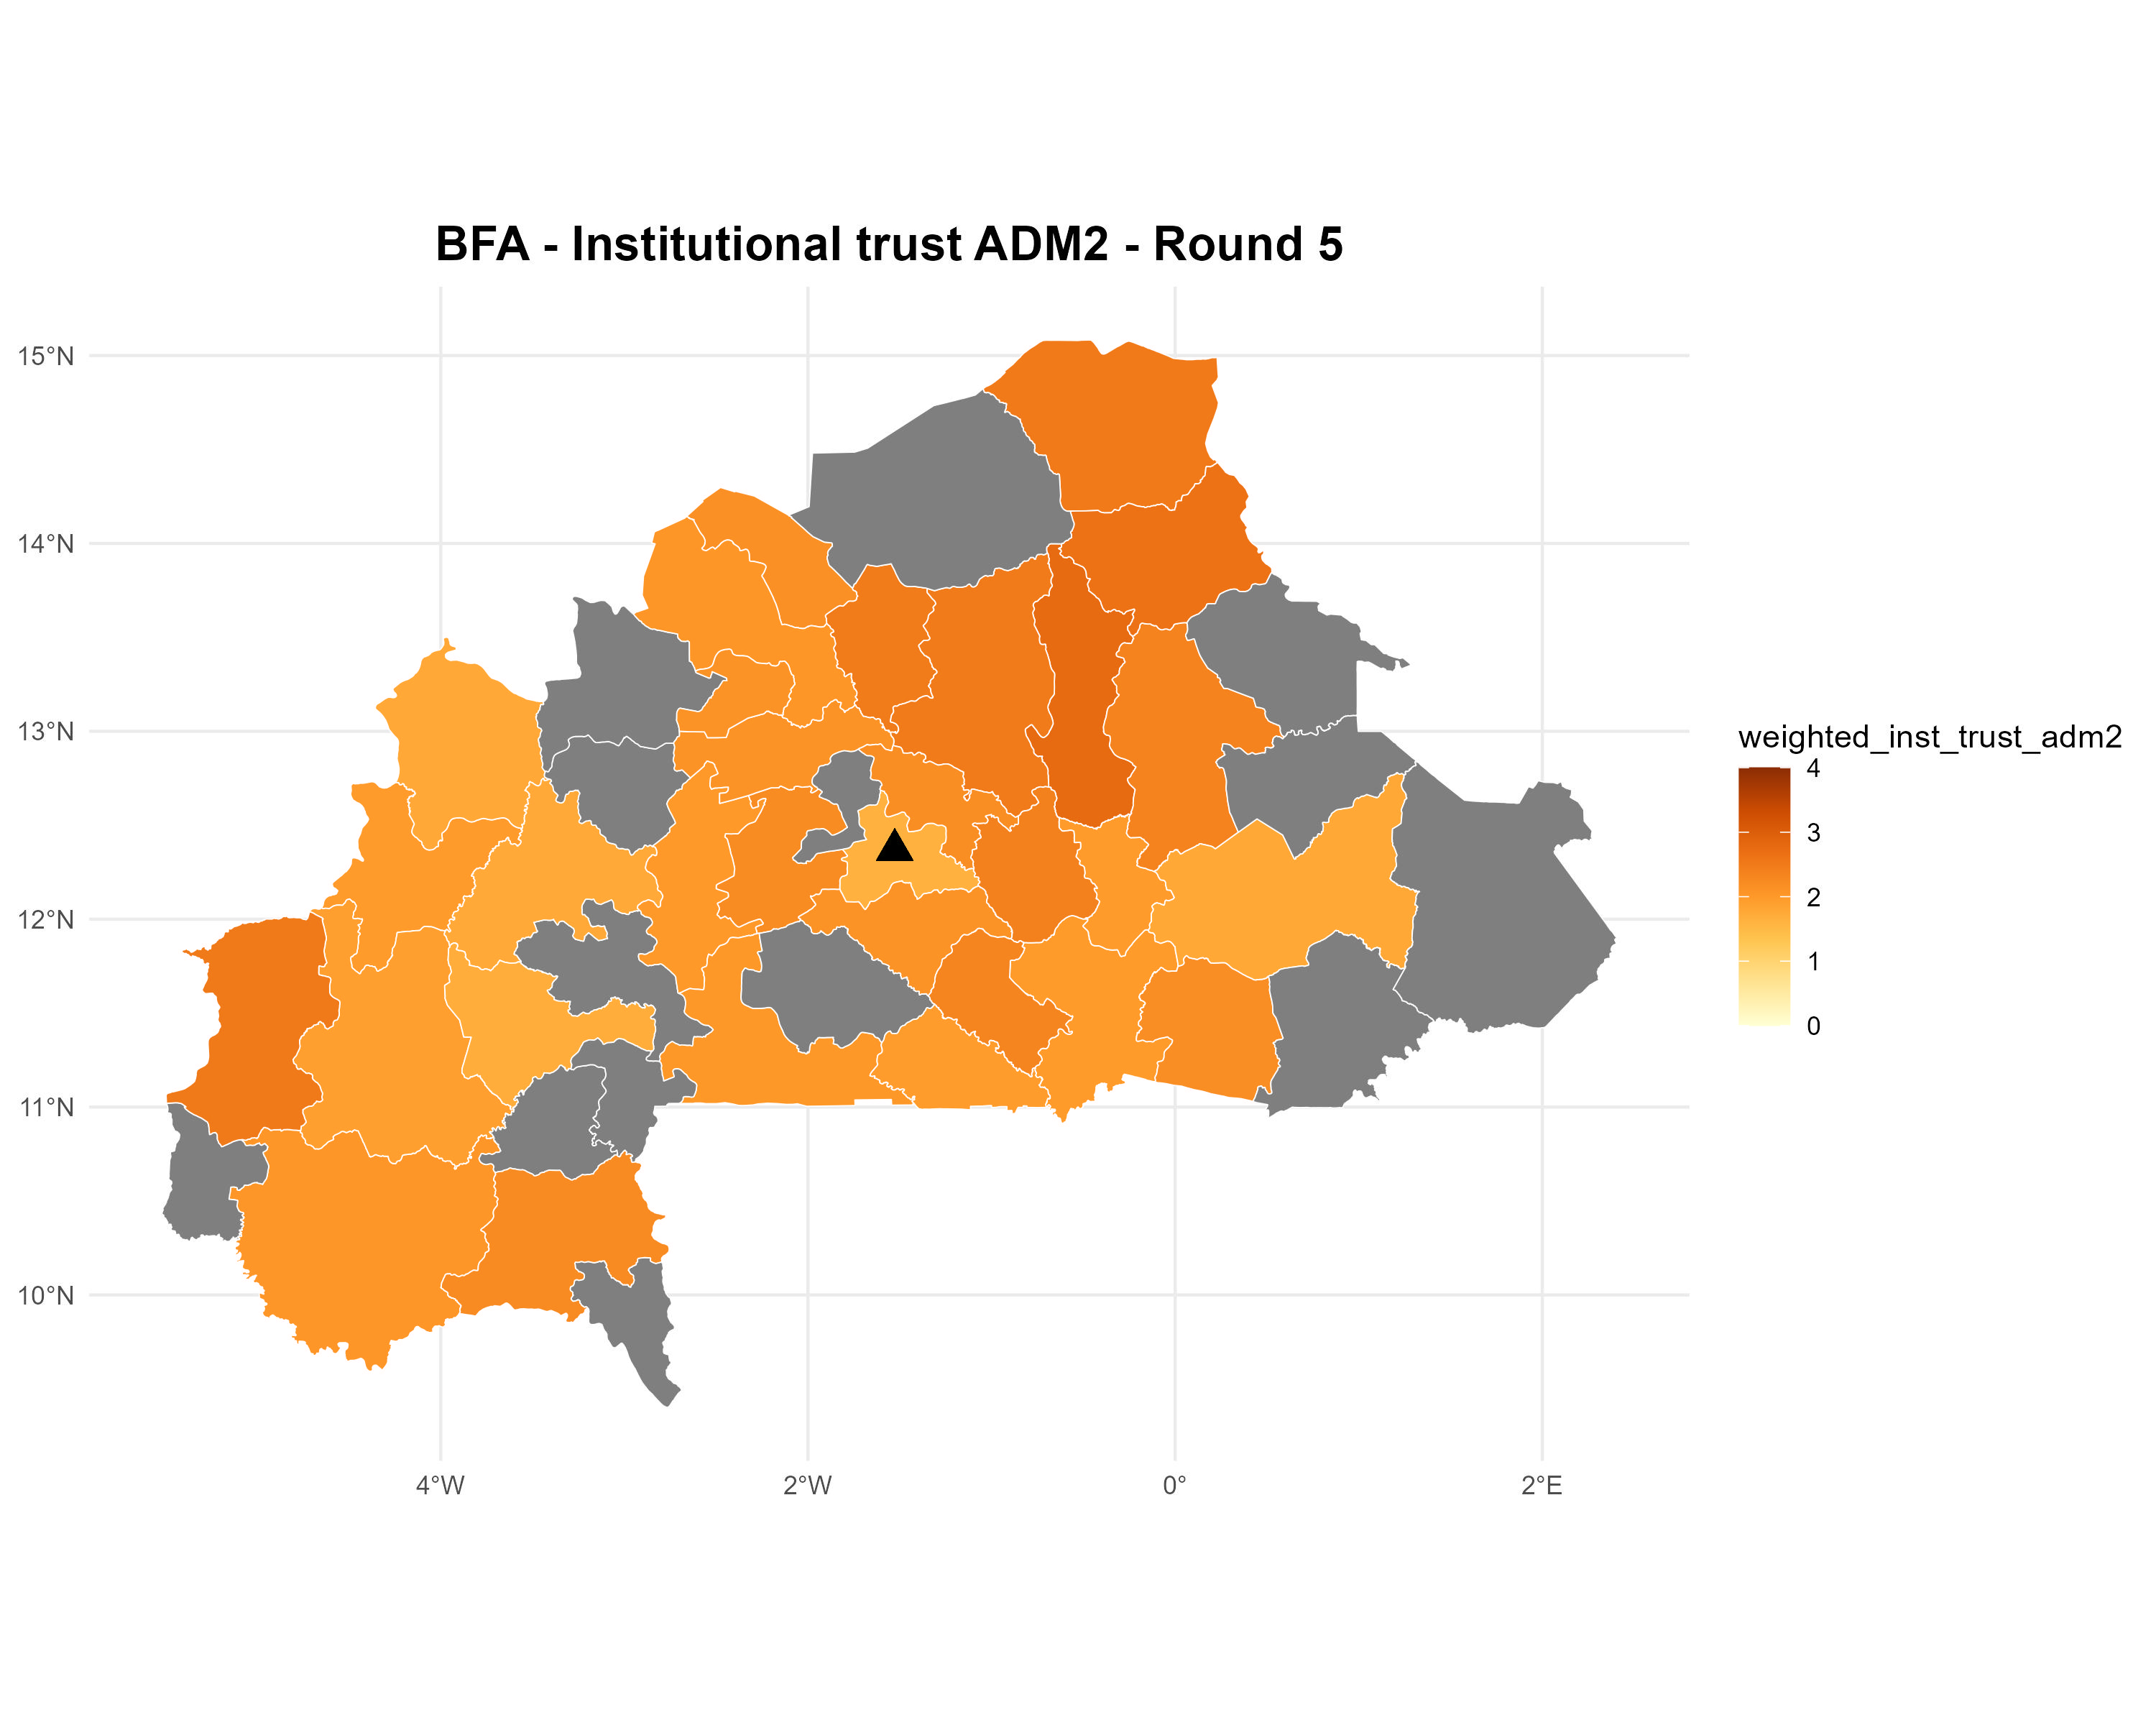 BFA - Institutional trust ADM2 - Round 5
15°N
14°N
13°N
12°N
11°N
10°N
4°W
2°W
0°
2°E
weighted_inst_trust_adm2
4
3
2
1
0